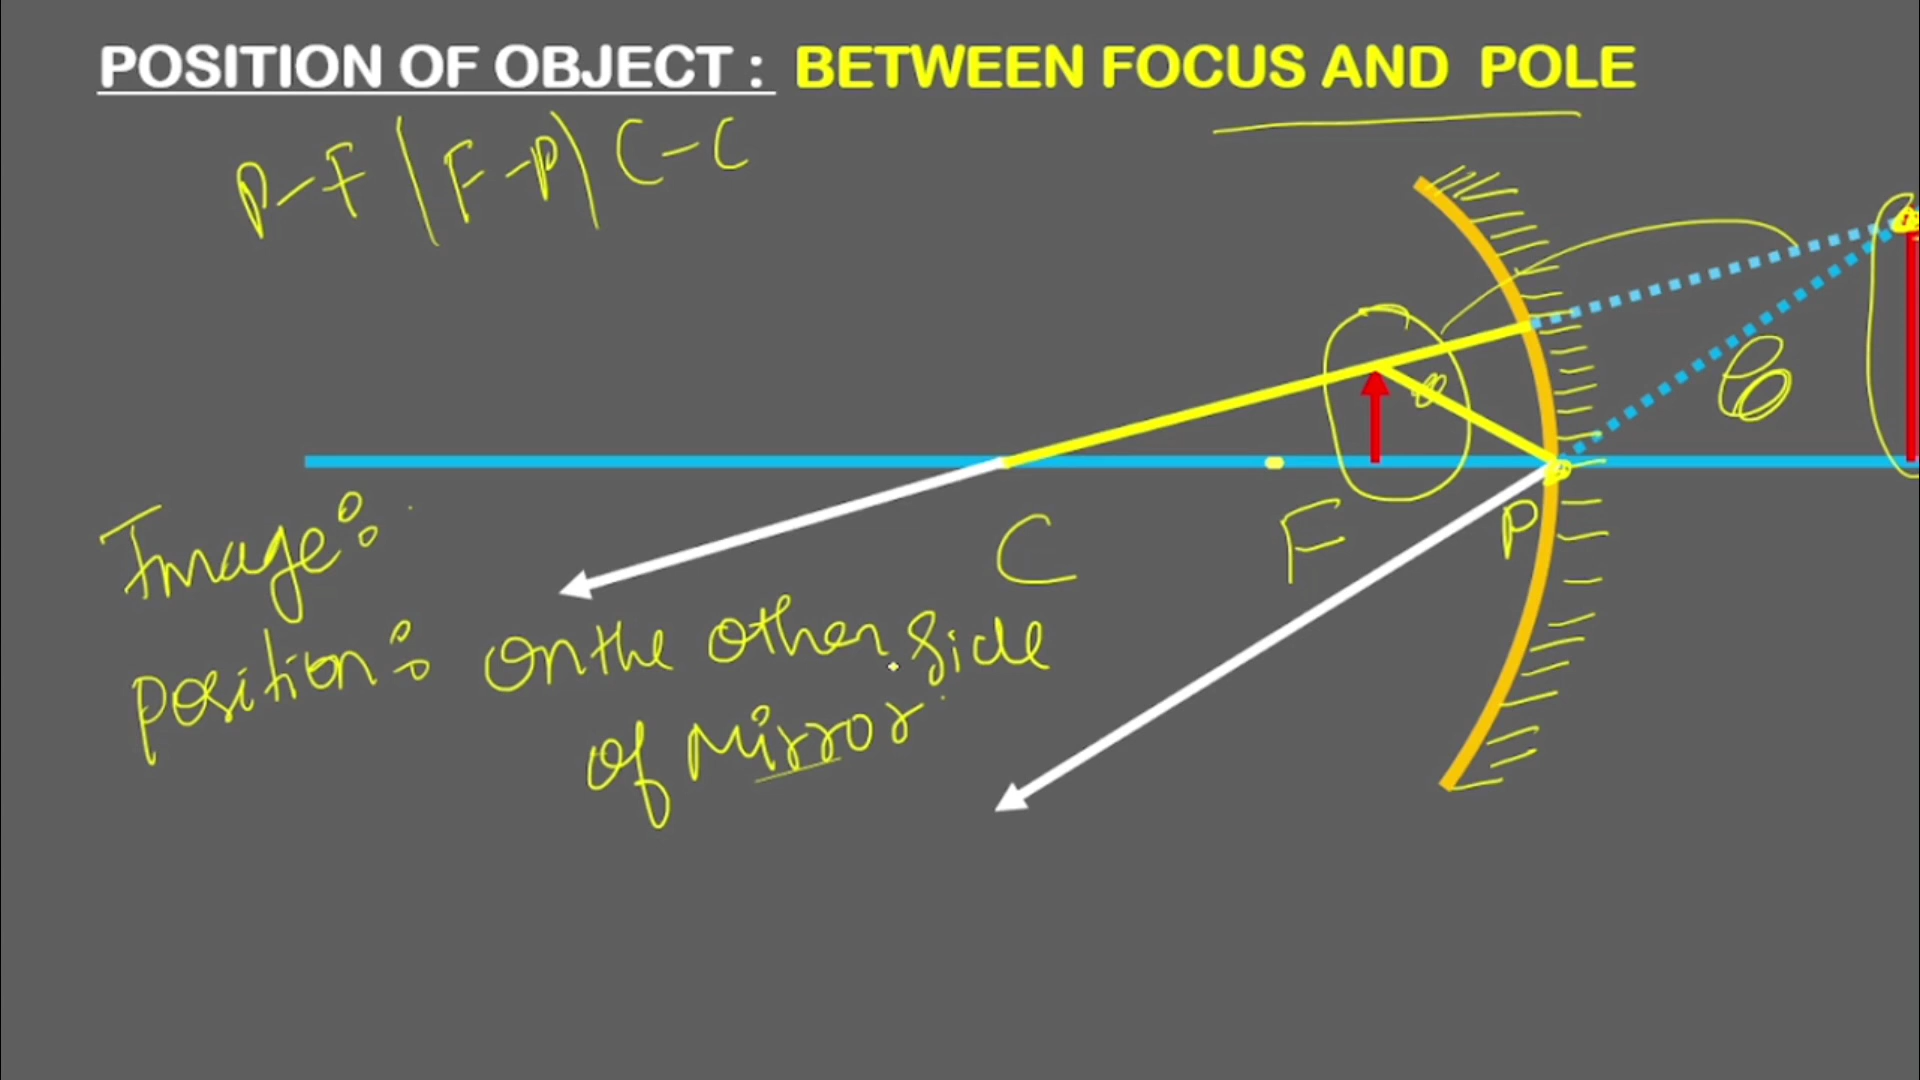 POSITION OF OBJECT : BETWEEN FOCUS AND POLE
P-F | F-P | C-C
C F P
Image:
position: On the other side
of Mirror